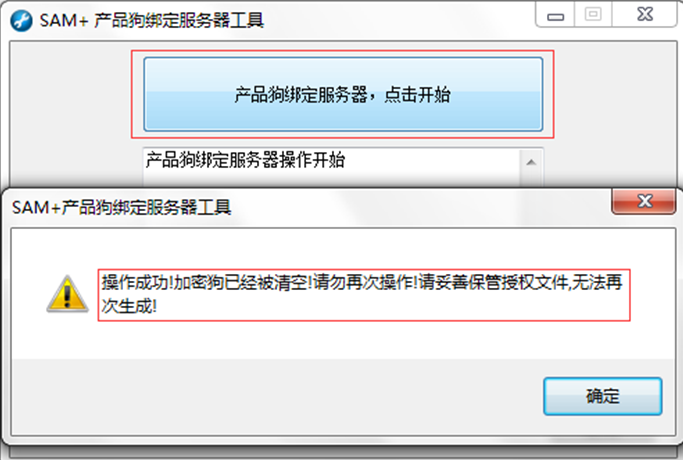 SAM+ 产品狗绑定服务器工具
产品狗绑定服务器，点击开始
产品狗绑定服务器操作开始
SAM+产品狗绑定服务器工具
操作成功!加密狗已经被清空!请勿再次操作!请妥善保管授权文件,无法再
次生成!
确定